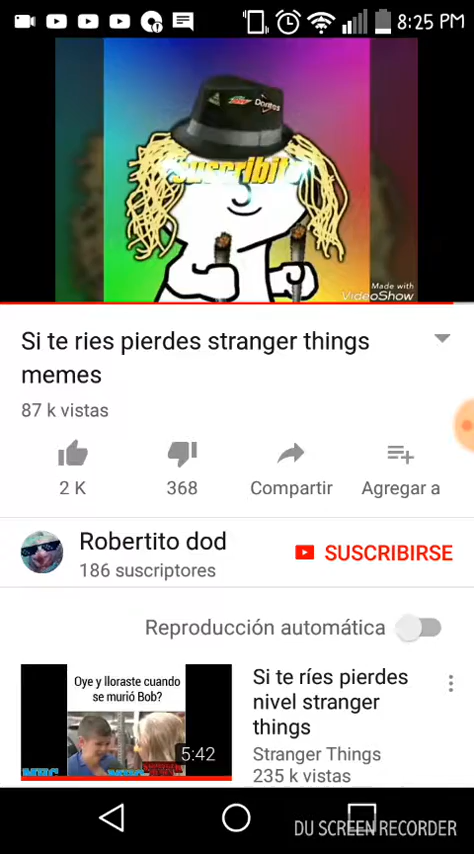 8:25 PM
Doritos
suscribit
Made with
VideoShow
Si te ries pierdes stranger things
memes
87 k vistas
2 K
368
Compartir
Agregar a
Robertito dod
186 suscriptores
SUSCRIBIRSE
Reproducción automática
Oye y lloraste cuando
se murió Bob?
5:42
Si te ríes pierdes
nivel stranger
things
Stranger Things
235 k vistas
DU SCREEN RECORDER